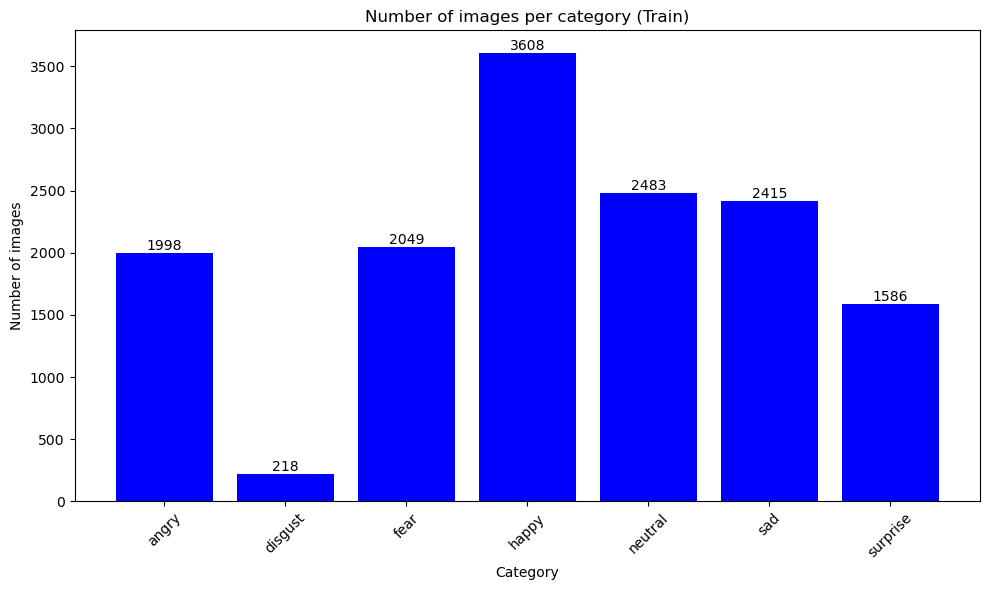 Number of images per category (Train)
Number of images
3500
3000
2500
2000
1500
1000
500
0
1998
218
2049
3608
2483
2415
1586
angry
disgust
fear
happy
neutral
sad
surprise
Category